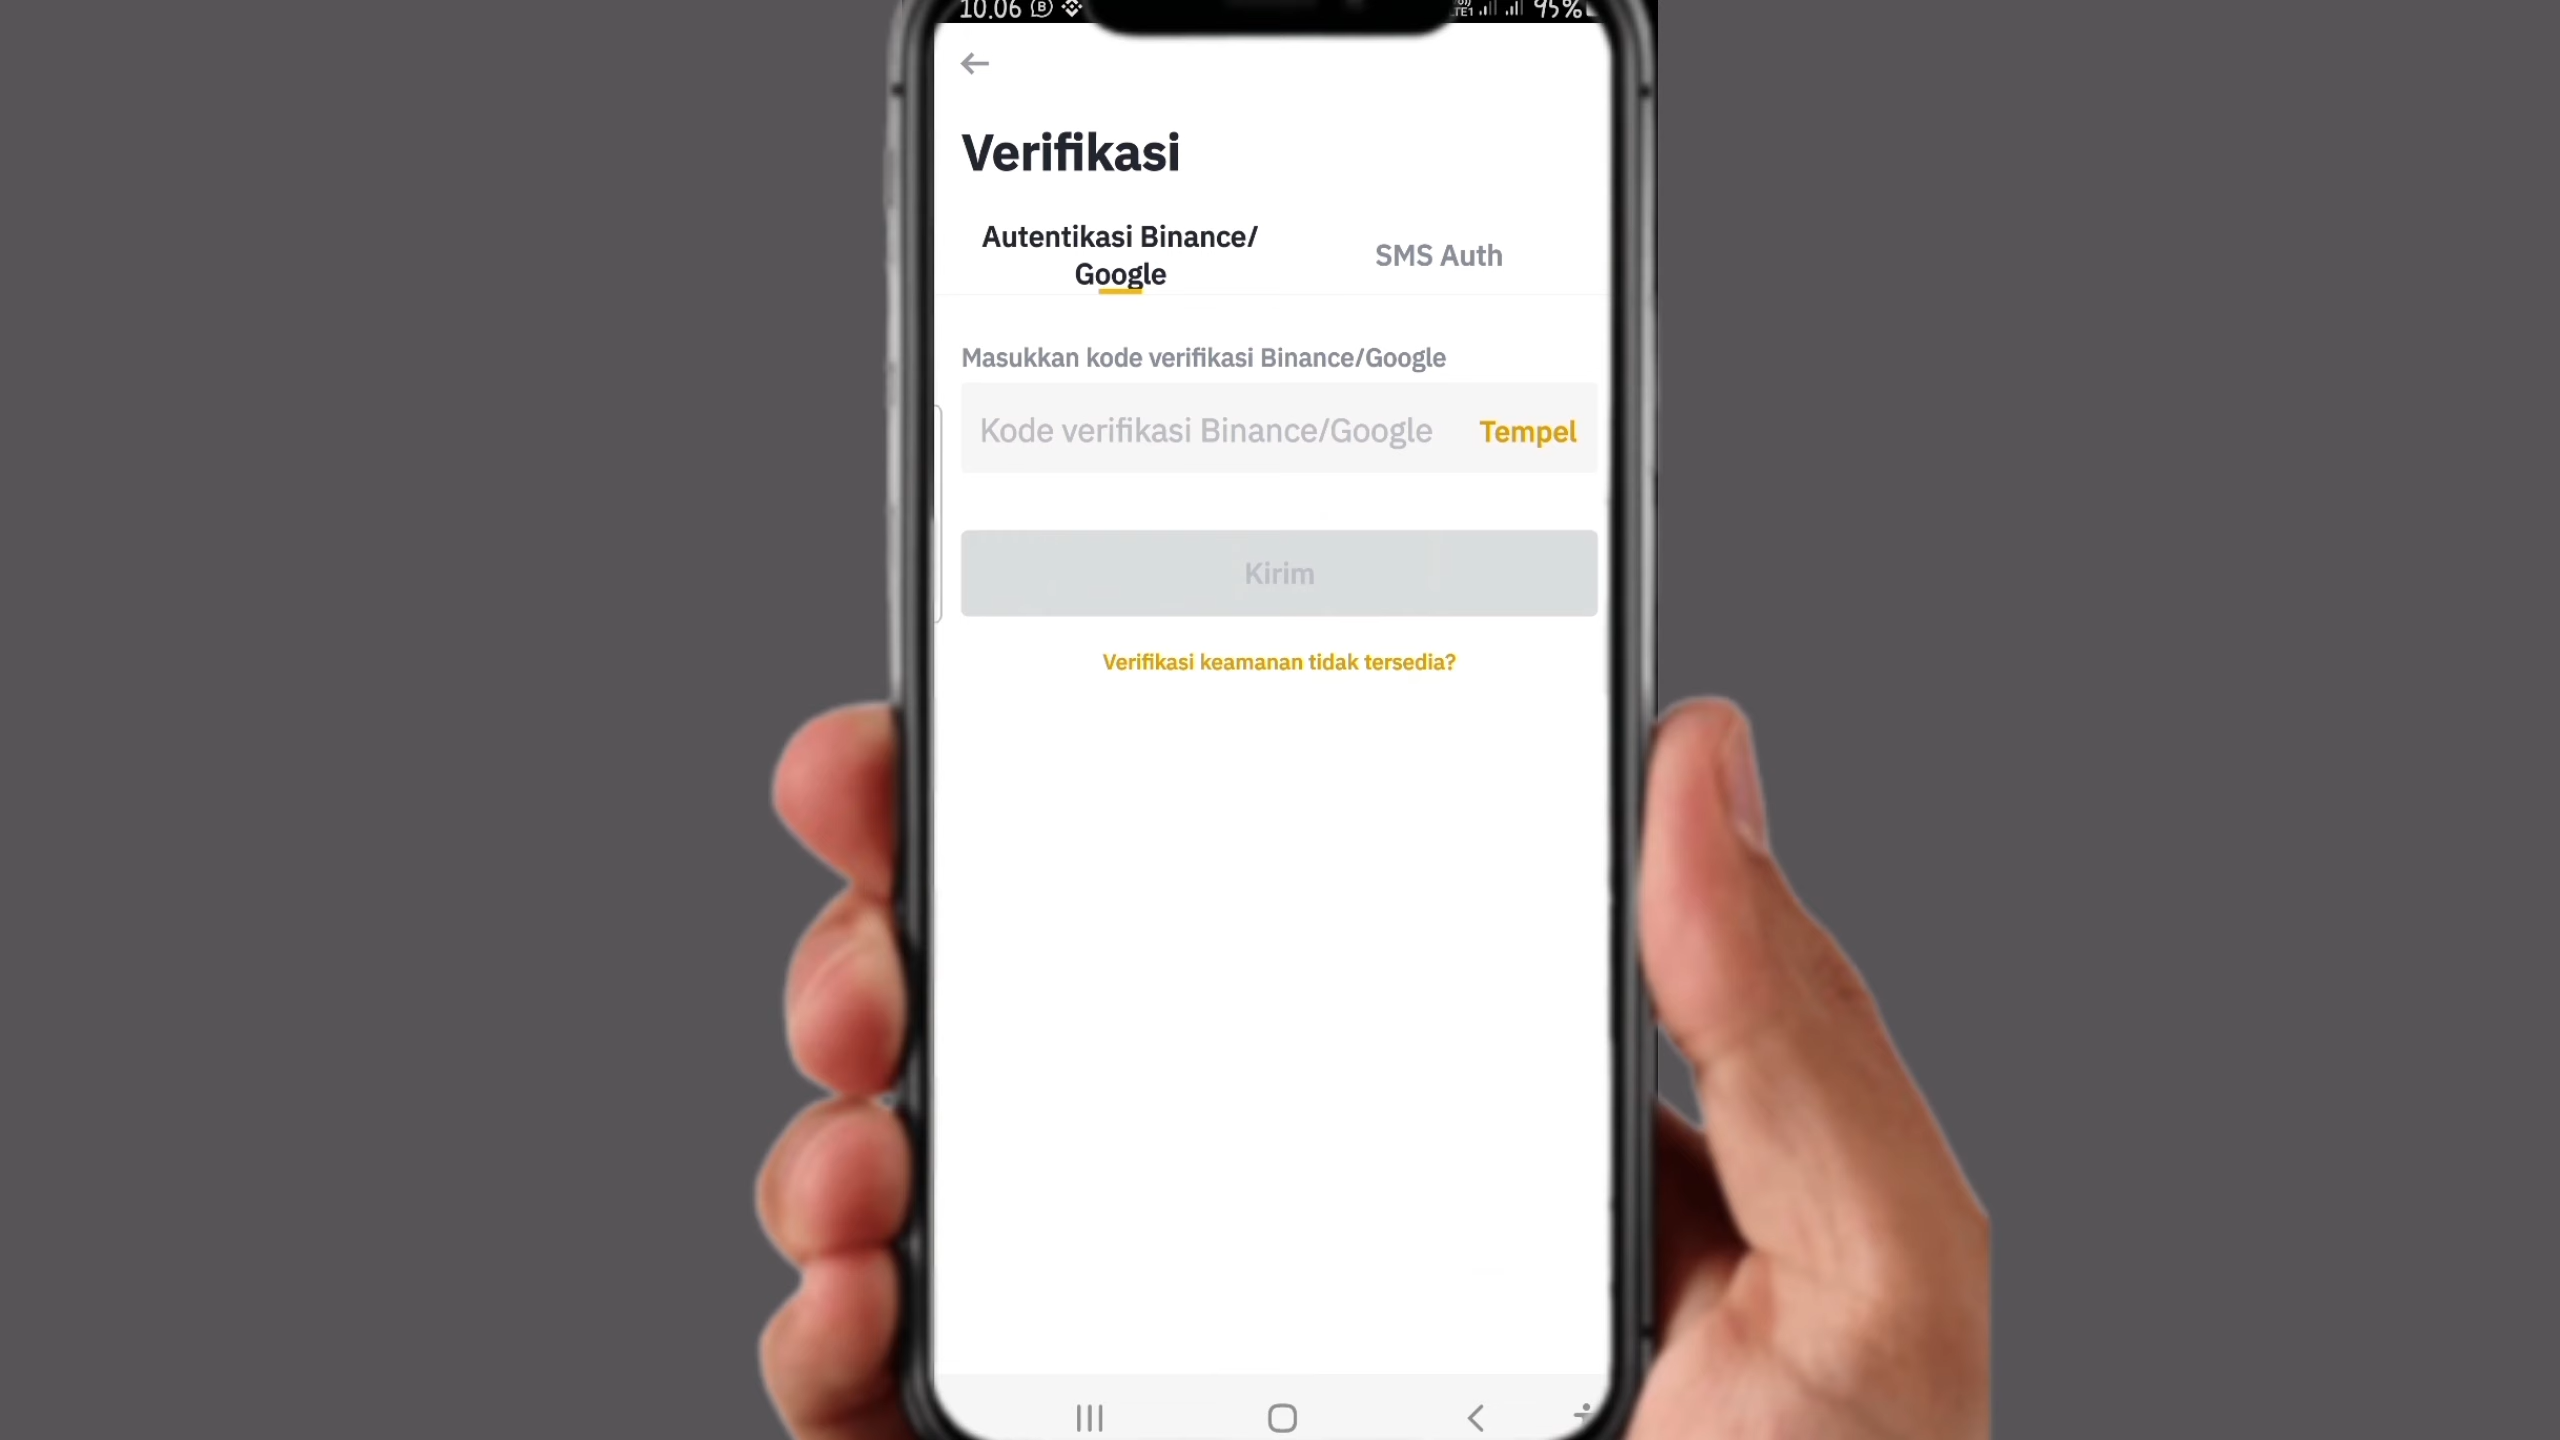 10.06
95%
Verifikasi
Autentikasi Binance/
Google
SMS Auth
Masukkan kode verifikasi Binance/Google
Kode verifikasi Binance/Google
Tempel
Kirim
Verifikasi keamanan tidak tersedia?